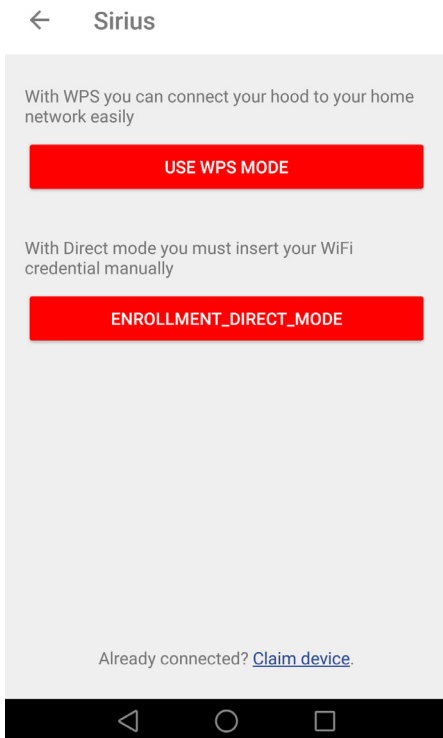 Sirius
With WPS you can connect your hood to your home
network easily
USE WPS MODE
With Direct mode you must insert your WiFi
credential manually
ENROLLMENT_DIRECT_MODE
Already connected? Claim device.